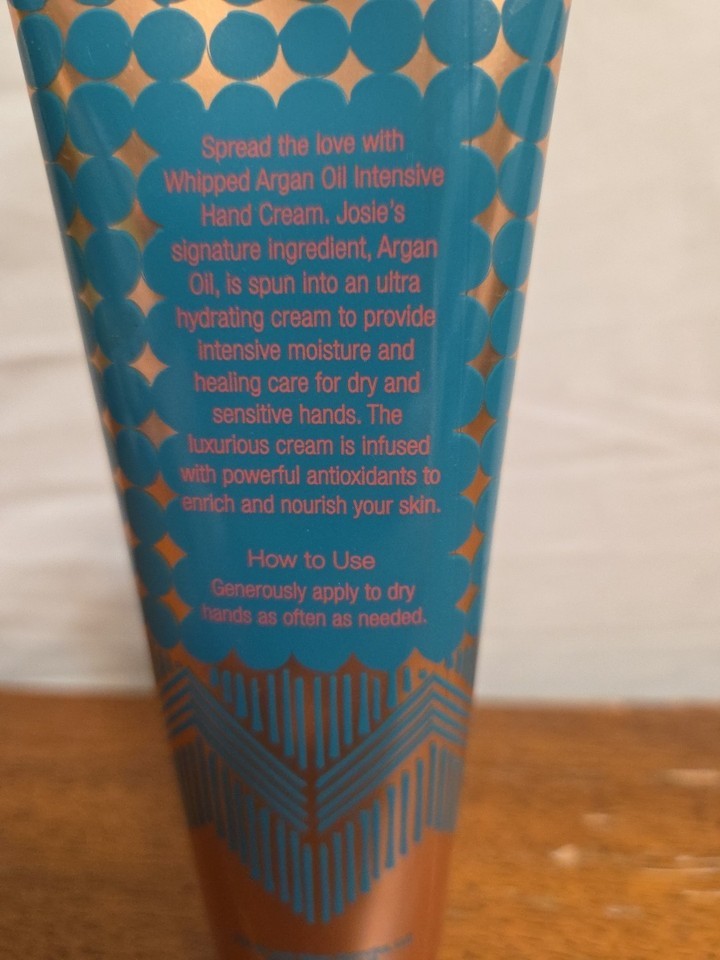 Spread the love with
Whipped Argan Oil Intensive
Hand Cream. Josie's
signature ingredient, Argan
Oil, is spun into an ultra
hydrating cream to provide
intensive moisture and
healing care for dry and
sensitive hands. The
luxurious cream is infused
with powerful antioxidants to
enrich and nourish your skin.
How to Use
Generously apply to dry
hands as often as needed.